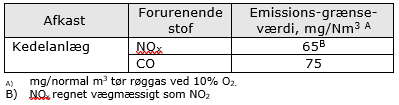 Afkast Forurenende stof Emissions-grænse-værdi, mg/Nm³ ᴬ
Kedelanlæg NOₓ 65ᴮ
CO 75
A) mg/normal m³ tør røggas ved 10% O₂.
B) NOₓ regnet vægmæssigt som NO₂